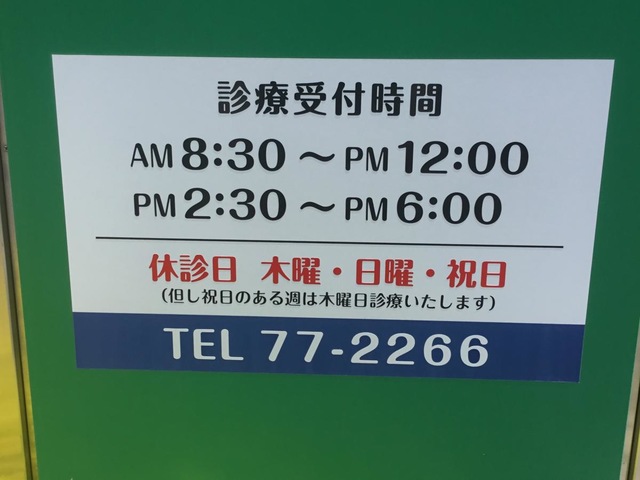 診療受付時間
AM 8:30 〜 PM 12:00
PM 2:30 〜 PM 6:00
休診日 木曜・日曜・祝日
(但し祝日のある週は木曜日診療いたします)
TEL 77-2266